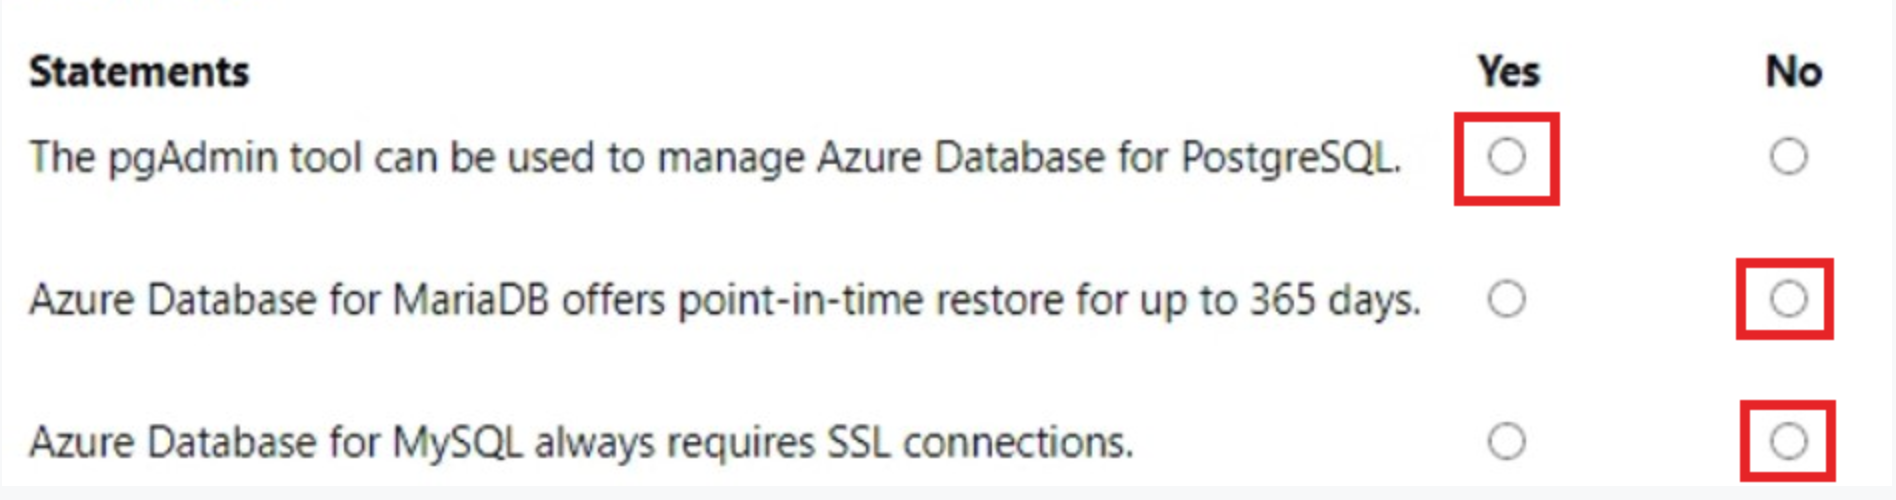 Statements Yes No
The pgAdmin tool can be used to manage Azure Database for PostgreSQL.
Azure Database for MariaDB offers point-in-time restore for up to 365 days.
Azure Database for MySQL always requires SSL connections.